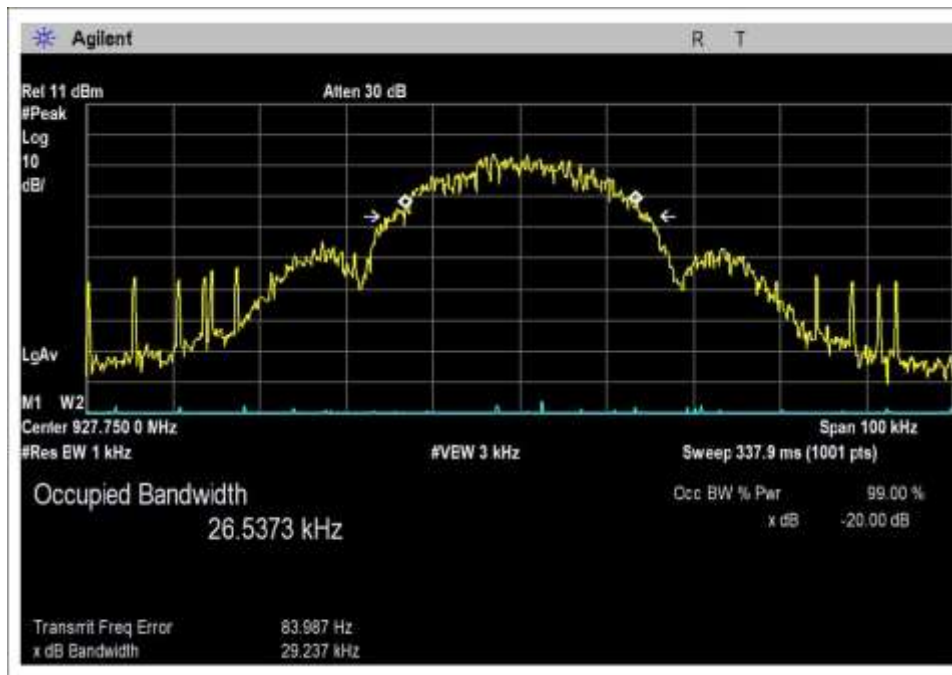 Agilent R T
Ref 11 dBm Atten 30 dB
#Peak
Log
10
dB/
LgAv
M1 W2
Center 927.750 0 MHz Span 100 kHz
#Res BW 1 kHz #VBW 3 kHz Sweep 337.9 ms (1001 pts)
Occupied Bandwidth Occ BW % Pwr 99.00 %
26.5373 kHz x dB -20.00 dB
Transmit Freq Error 83.987 Hz
x dB Bandwidth 29.237 kHz